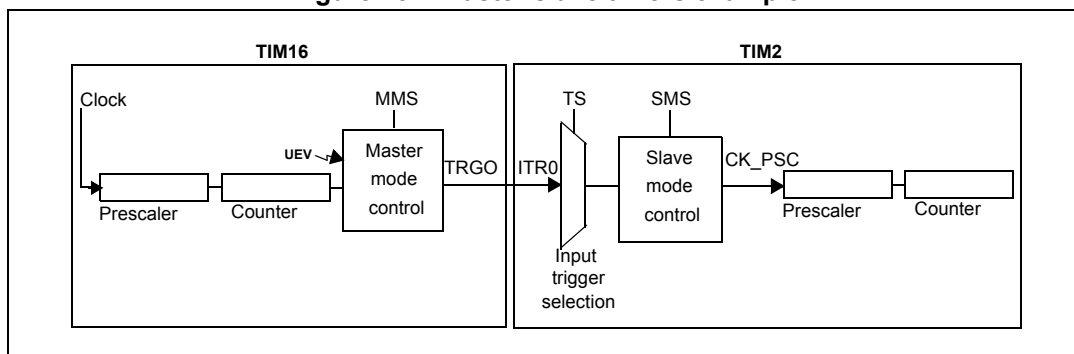 TIM16
TIM2
Clock
MMS
TS
SMS
UEV
Master
mode
control
TRGO
ITR0
Slave
mode
control
CK_PSC
Prescaler
Counter
Prescaler
Counter
Input
trigger
selection